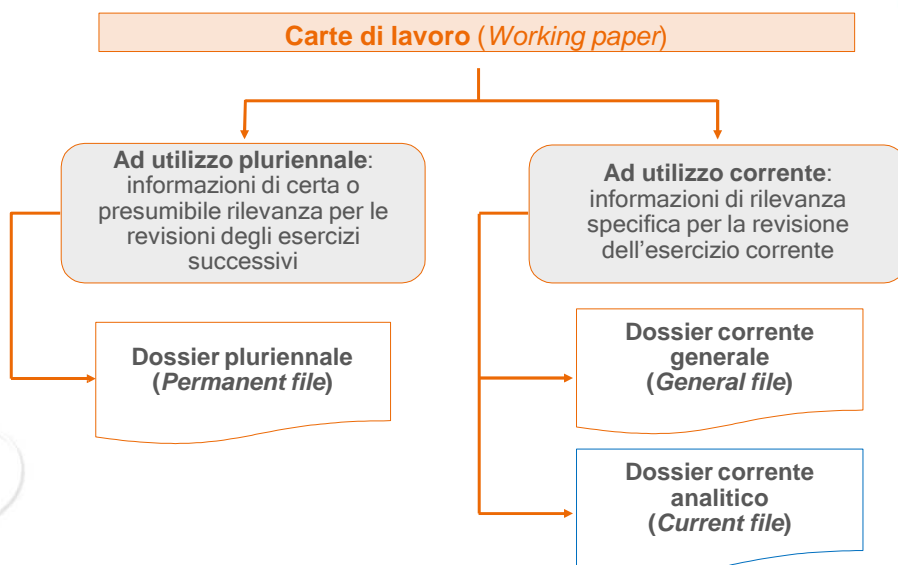 Carte di lavoro (Working paper)
Ad utilizzo pluriennale:
informazioni di certa o
presumibile rilevanza per le
revisioni degli esercizi
successivi
Ad utilizzo corrente:
informazioni di rilevanza
specifica per la revisione
dell'esercizio corrente
Dossier pluriennale
(Permanent file)
Dossier corrente
generale
(General file)
Dossier corrente
analitico
(Current file)